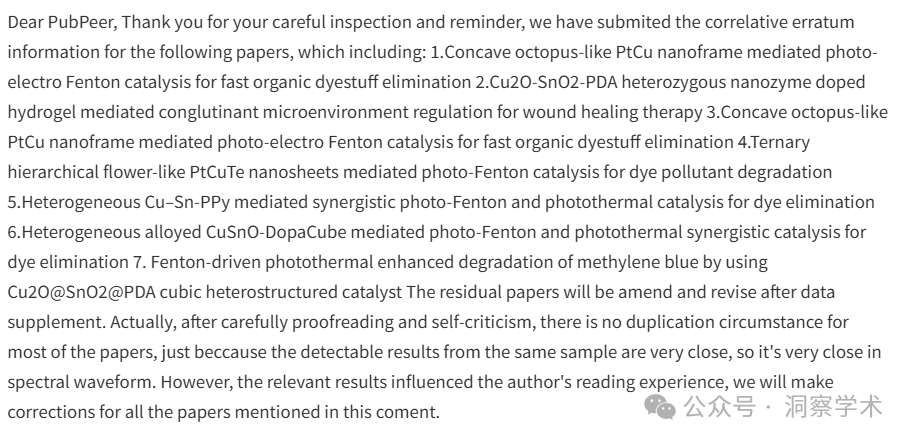 Dear PubPeer, Thank you for your careful inspection and reminder, we have submited the correlative erratum
information for the following papers, which including: 1.Concave octopus-like PtCu nanoframe mediated photo-
electro Fenton catalysis for fast organic dyestuff elimination 2.Cu2O-SnO2-PDA heterozygous nanozyme doped
hydrogel mediated conglutinant microenvironment regulation for wound healing therapy 3.Concave octopus-like
PtCu nanoframe mediated photo-electro Fenton catalysis for fast organic dyestuff elimination 4.Ternary
hierarchical flower-like PtCuTe nanosheets mediated photo-Fenton catalysis for dye pollutant degradation
5.Heterogeneous Cu–Sn-PPy mediated synergistic photo-Fenton and photothermal catalysis for dye elimination
6.Heterogeneous alloyed CuSnO-DopaCube mediated photo-Fenton and photothermal synergistic catalysis for
dye elimination 7. Fenton-driven photothermal enhanced degradation of methylene blue by using
Cu2O@SnO2@PDA cubic heterostructured catalyst The residual papers will be amend and revise after data
supplement. Actually, after carefully proofreading and self-criticism, there is no duplication circumstance for
most of the papers, just beccause the detectable results from the same sample are very close, so it's very close in
spectral waveform. However, the relevant results influenced the author's reading experience, we will make
corrections for all the papers mentioned in this coment.
公众号 · 洞察学术